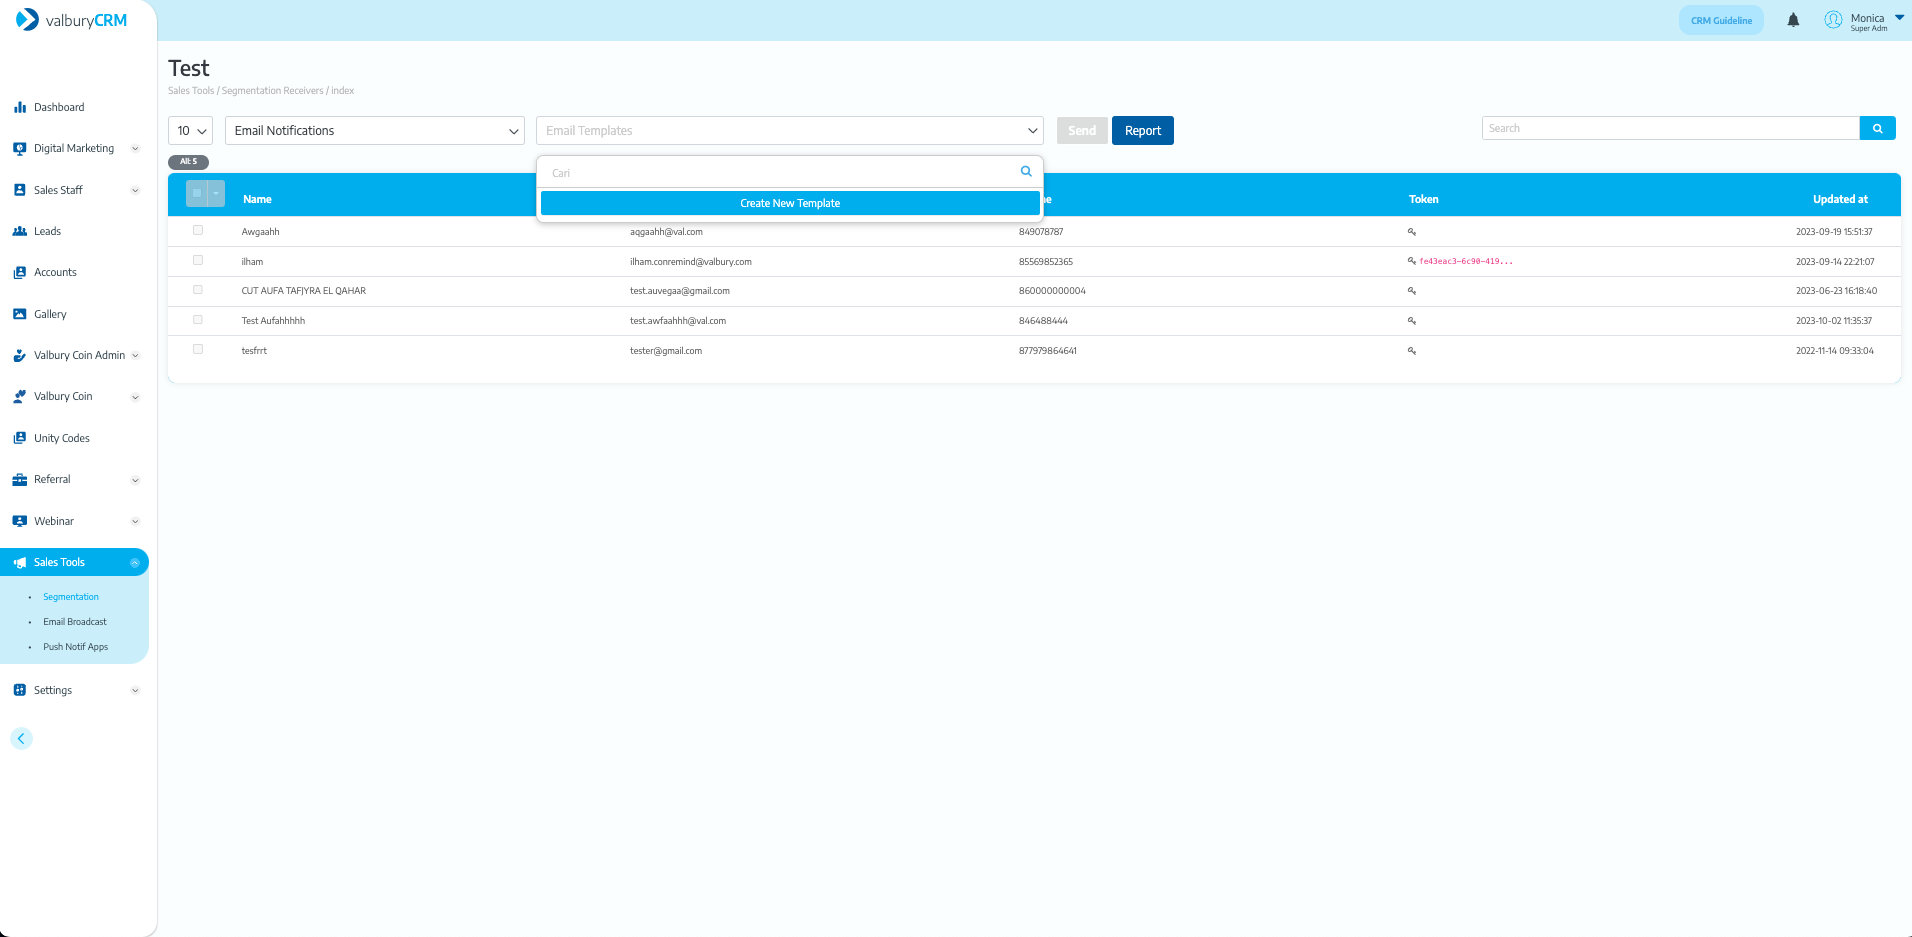 valburyCRM
CRM Guideline
Monica
Super Adm
Test
Sales Tools / Segmentation Receivers / index
Dashboard
Digital Marketing
Sales Staff
Leads
Accounts
Gallery
Valbury Coin Admin
Valbury Coin
Unity Codes
Referral
Webinar
Sales Tools
Segmentation
Email Broadcast
Push Notif Apps
Settings
10
Email Notifications
Email Templates
Send
Report
Search
All: 5
Cari
Create New Template
Name ne Token Updated at
Awgaahh aqgaahh@val.com 849078787 2023-09-19 15:51:37
ilham ilham.conremind@valbury.com 85569852365 fe43eac3-6c90-419... 2023-09-14 22:21:07
CUT AUFA TAFJYRA EL QAHAR test.auvegaa@gmail.com 860000000004 2023-06-23 16:18:40
Test Aufahhhhh test.awfaahhh@val.com 846488444 2023-10-02 11:35:37
tesfrrt tester@gmail.com 877979864641 2022-11-14 09:33:04